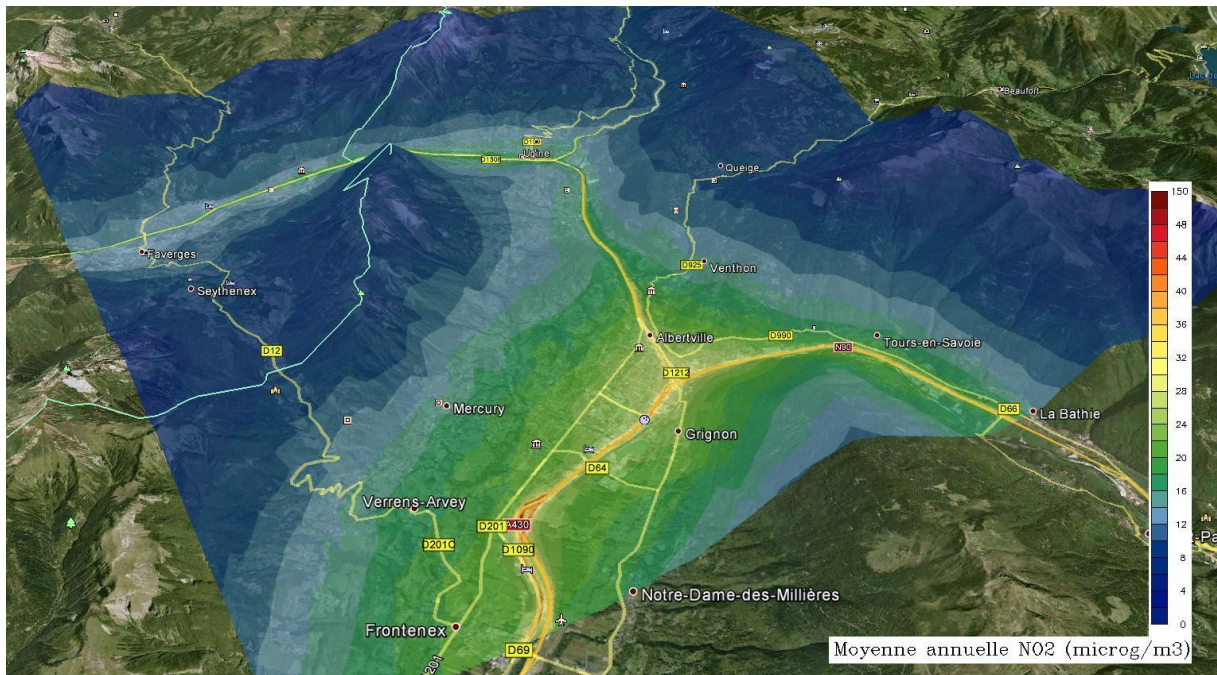 Beaufort
Ugine
D1508
Queige
Faverges
Seythenex
D925
Venthon
Albertville
D990
Tours-en-Savoie
N90
D12
D1212
D66
La Bathie
Mercury
Grignon
D64
Verrens-Arvey
D201
A430
D201C
D1090
Notre-Dame-des-Millières
Frontenex
D69
201
150
48
44
40
36
32
28
24
20
16
12
8
4
0
Moyenne annuelle NO2 (microg/m3)